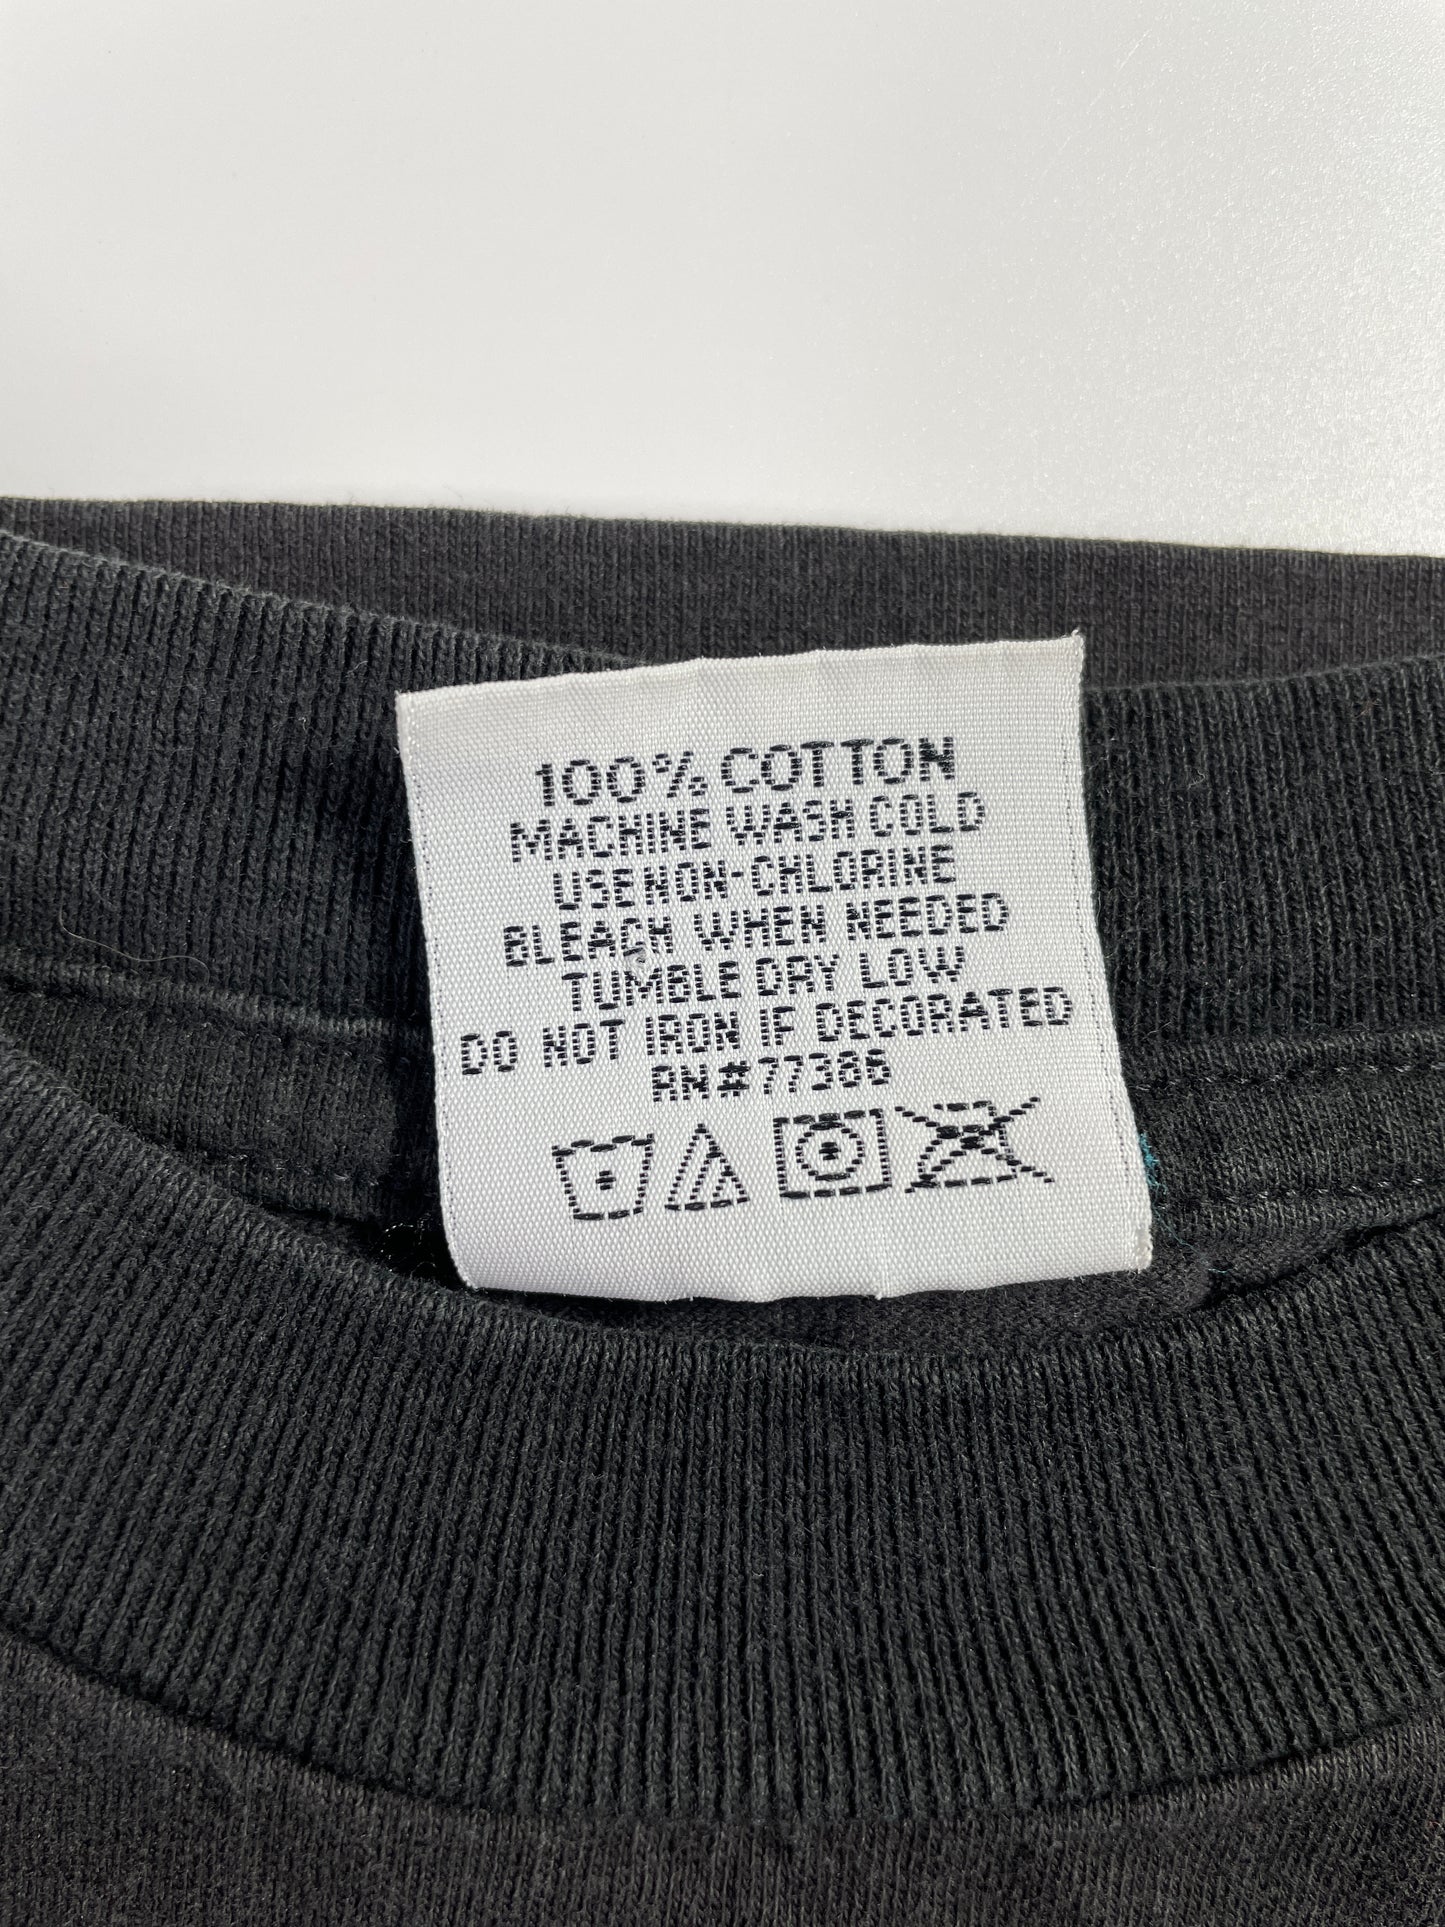 100% COTTON
MACHINE WASH COLD
USE NON-CHLORINE
BLEACH WHEN NEEDED
TUMBLE DRY LOW
DO NOT IRON IF DECORATED
RN#77386